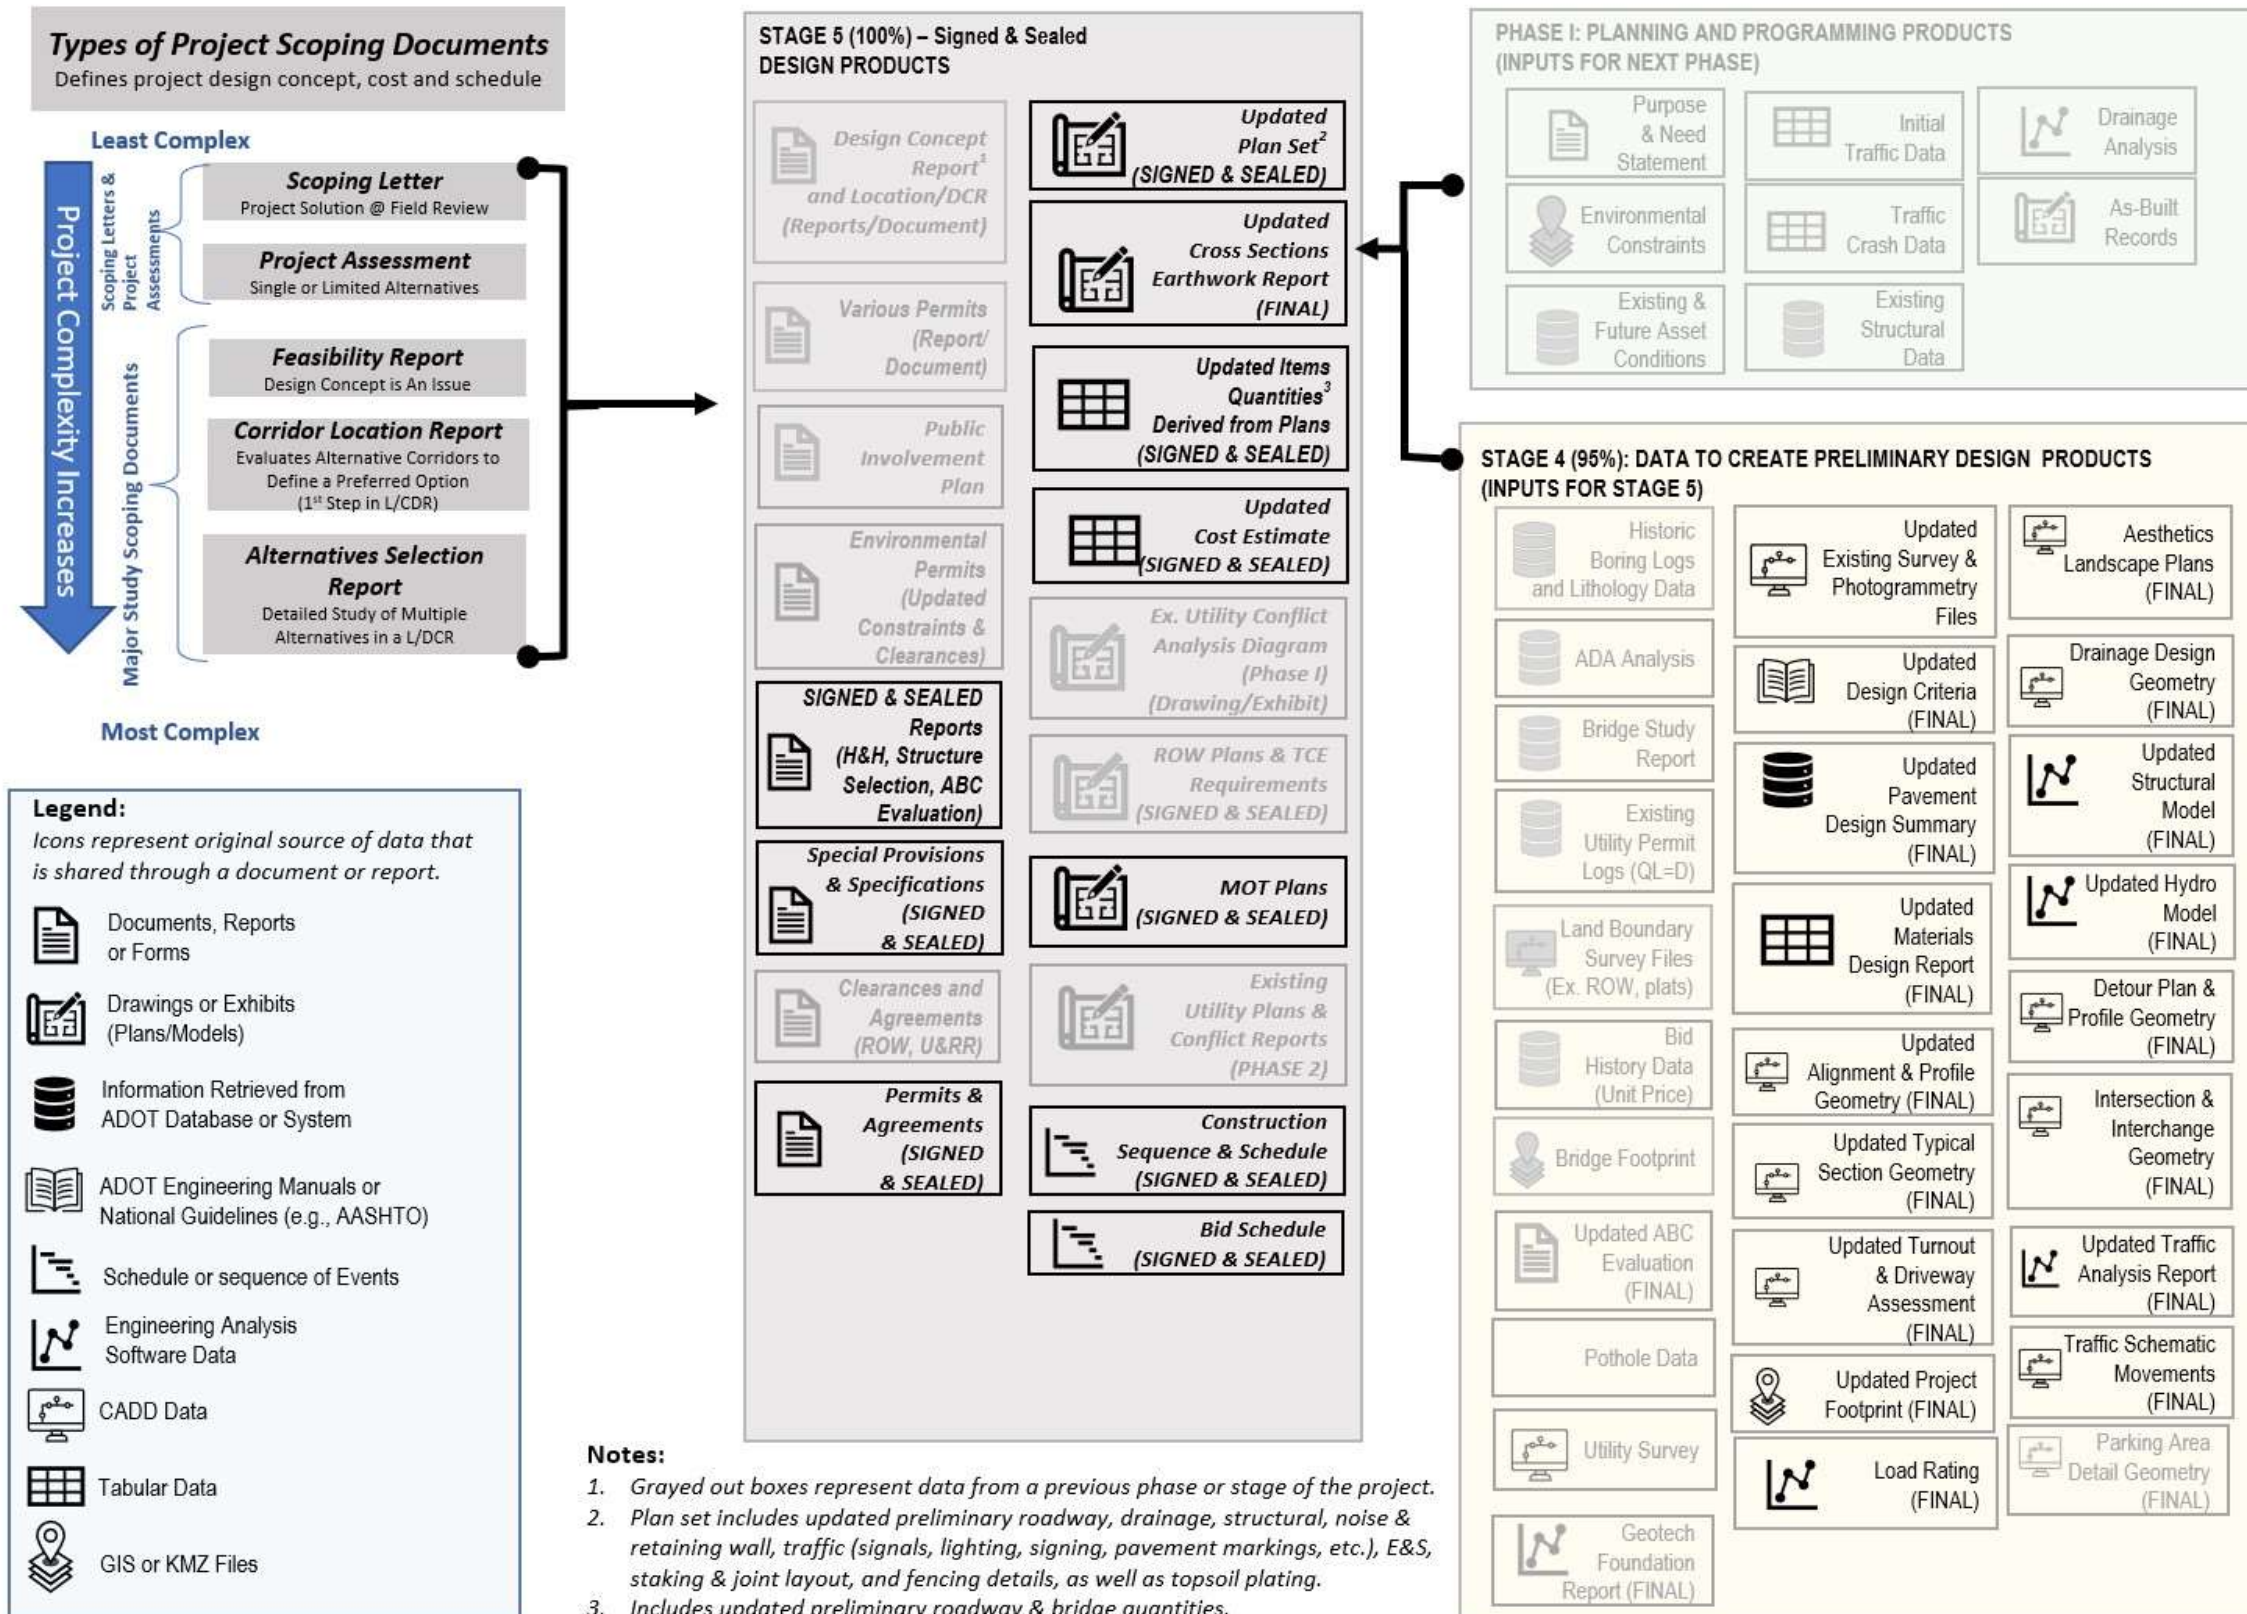 Types of Project Scoping Documents
Defines project design concept, cost and schedule
Least Complex
Project Complexity Increases
Scoping Letters &
Project
Assessments
Scoping Letter
Project Solution @ Field Review
Project Assessment
Single or Limited Alternatives
Major Study Scoping Documents
Feasibility Report
Design Concept is An Issue
Corridor Location Report
Evaluates Alternative Corridors to
Define a Preferred Option
(1st Step in L/CDR)
Alternatives Selection
Report
Detailed Study of Multiple
Alternatives in a L/DCR
Most Complex
Legend:
Icons represent original source of data that
is shared through a document or report.
Documents, Reports
or Forms
Drawings or Exhibits
(Plans/Models)
Information Retrieved from
ADOT Database or System
ADOT Engineering Manuals or
National Guidelines (e.g., AASHTO)
Schedule or sequence of Events
Engineering Analysis
Software Data
CADD Data
Tabular Data
GIS or KMZ Files
STAGE 5 (100%) – Signed & Sealed
DESIGN PRODUCTS
Design Concept
Report1
and Location/DCR
(Reports/Document)
Various Permits
(Report/
Document)
Public
Involvement
Plan
Environmental
Permits
(Updated
Constraints &
Clearances)
SIGNED & SEALED
Reports
(H&H, Structure
Selection, ABC
Evaluation)
Special Provisions
& Specifications
(SIGNED
& SEALED)
Clearances and
Agreements
(ROW, U&RR)
Permits &
Agreements
(SIGNED
& SEALED)
Updated
Plan Set2
(SIGNED & SEALED)
Updated
Cross Sections
Earthwork Report
(FINAL)
Updated Items
Quantities3
Derived from Plans
(SIGNED & SEALED)
Updated
Cost Estimate
(SIGNED & SEALED)
Ex. Utility Conflict
Analysis Diagram
(Phase I)
(Drawing/Exhibit)
ROW Plans & TCE
Requirements
(SIGNED & SEALED)
MOT Plans
(SIGNED & SEALED)
Existing
Utility Plans &
Conflict Reports
(PHASE 2)
Construction
Sequence & Schedule
(SIGNED & SEALED)
Bid Schedule
(SIGNED & SEALED)
Notes:
1. Grayed out boxes represent data from a previous phase or stage of the project.
2. Plan set includes updated preliminary roadway, drainage, structural, noise &
retaining wall, traffic (signals, lighting, signing, pavement markings, etc.), E&S,
staking & joint layout, and fencing details, as well as topsoil plating.
3. Includes updated preliminary roadway & bridge quantities.
PHASE I: PLANNING AND PROGRAMMING PRODUCTS
(INPUTS FOR NEXT PHASE)
Purpose
& Need
Statement
Environmental
Constraints
Existing &
Future Asset
Conditions
Initial
Traffic Data
Traffic
Crash Data
Existing
Structural
Data
Drainage
Analysis
As-Built
Records
STAGE 4 (95%): DATA TO CREATE PRELIMINARY DESIGN PRODUCTS
(INPUTS FOR STAGE 5)
Historic
Boring Logs
and Lithology Data
ADA Analysis
Bridge Study
Report
Existing
Utility Permit
Logs (QL=D)
Land Boundary
Survey Files
(Ex. ROW, plats)
Bid
History Data
(Unit Price)
Bridge Footprint
Updated ABC
Evaluation
(FINAL)
Pothole Data
Utility Survey
Geotech
Foundation
Report (FINAL)
Updated
Existing Survey &
Photogrammetry
Files
Updated
Design Criteria
(FINAL)
Updated
Pavement
Design Summary
(FINAL)
Updated
Materials
Design Report
(FINAL)
Updated
Alignment & Profile
Geometry (FINAL)
Updated Typical
Section Geometry
(FINAL)
Updated Turnout
& Driveway
Assessment
(FINAL)
Updated Project
Footprint (FINAL)
Load Rating
(FINAL)
Aesthetics
Landscape Plans
(FINAL)
Drainage Design
Geometry
(FINAL)
Updated
Structural
Model
(FINAL)
Updated Hydro
Model
(FINAL)
Detour Plan &
Profile Geometry
(FINAL)
Intersection &
Interchange
Geometry
(FINAL)
Updated Traffic
Analysis Report
(FINAL)
Traffic Schematic
Movements
(FINAL)
Parking Area
Detail Geometry
(FINAL)